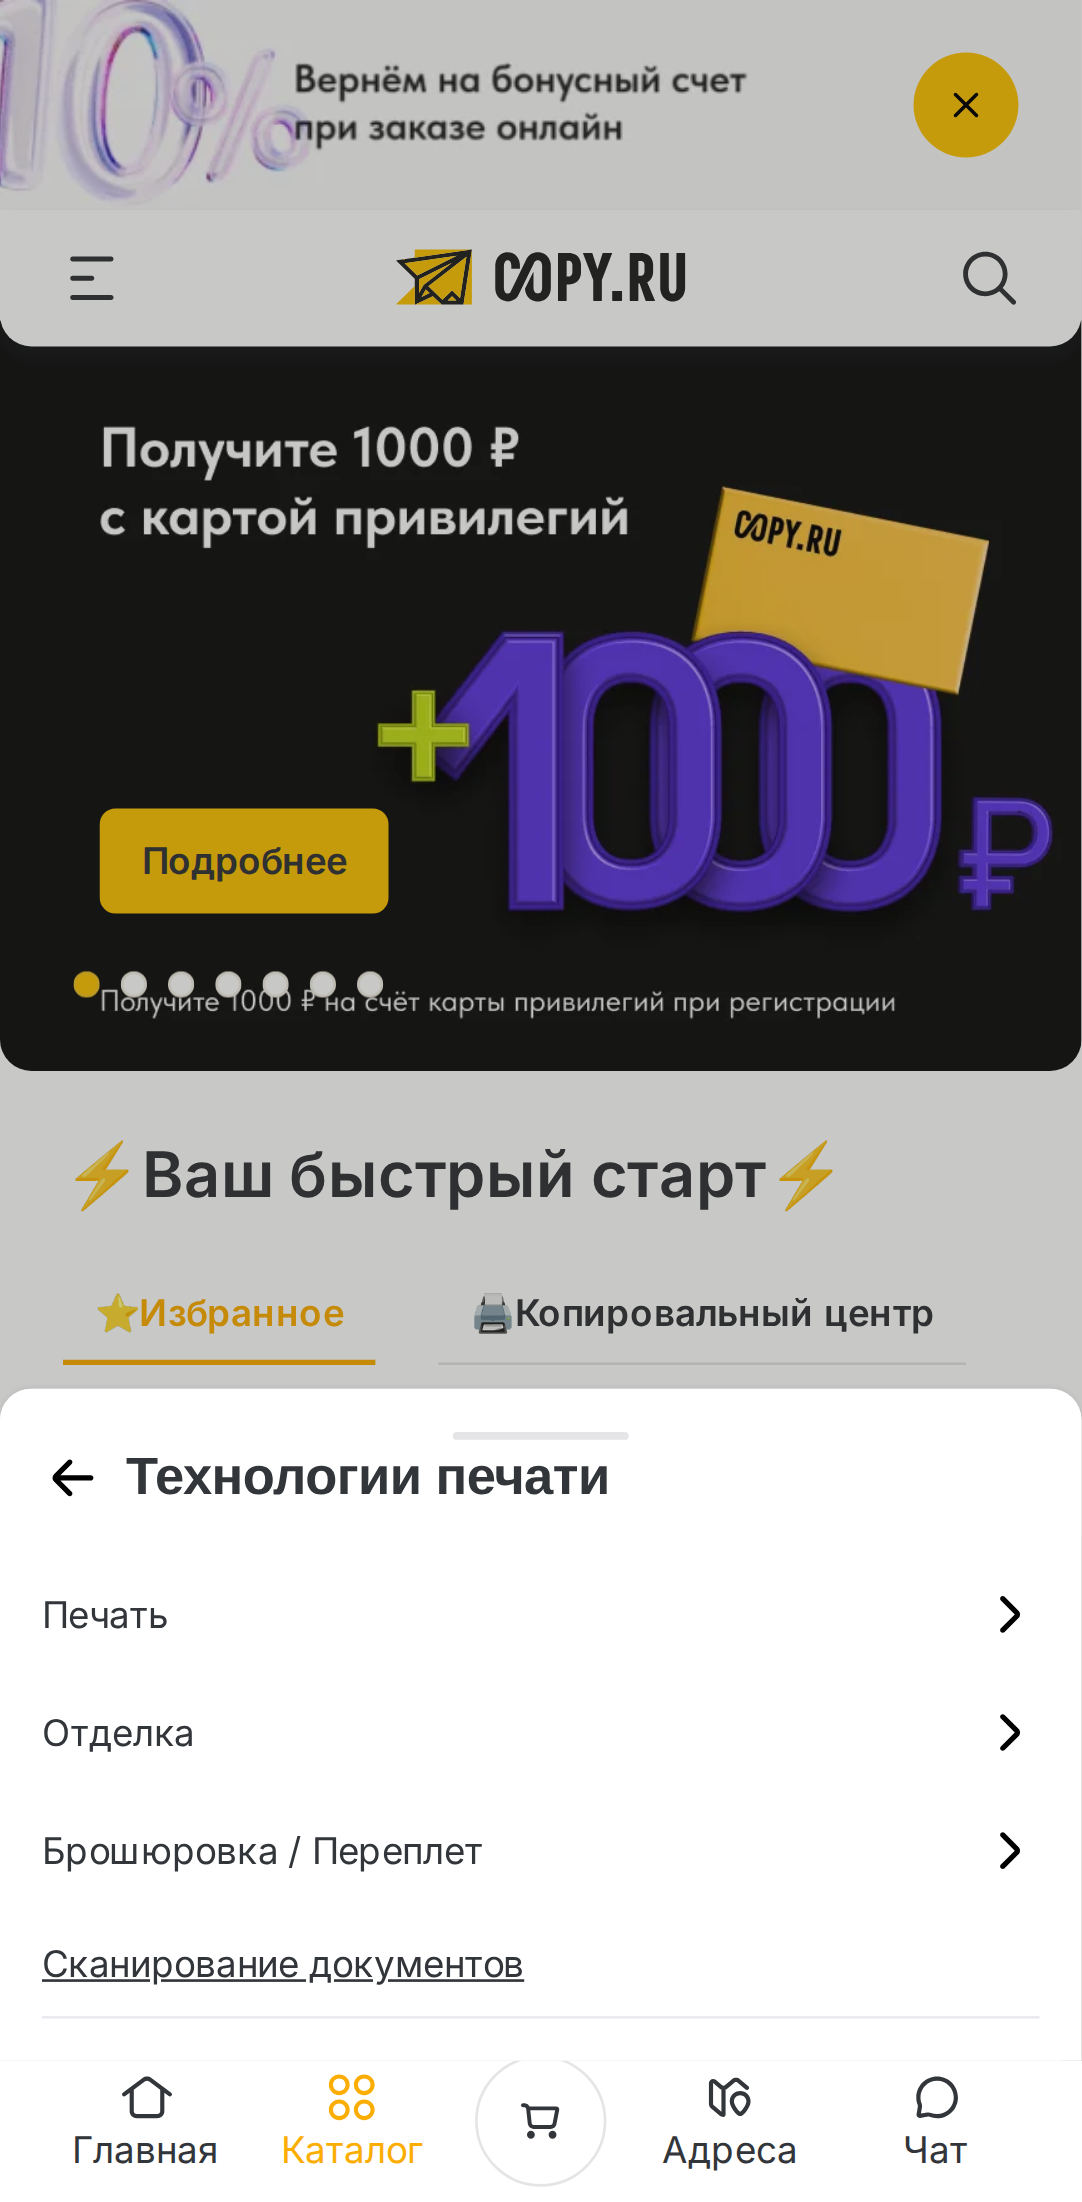 10%
Вернём на бонусный счет
при заказе онлайн
COPY.RU
Получите 1000 ₽
с картой привилегий
COPY.RU
+1000 ₽
Подробнее
Получите 1000 ₽ на счёт карты привилегий при регистрации
⚡Ваш быстрый старт⚡
⭐Избранное
🖨️Копировальный центр
Технологии печати
Печать
Отделка
Брошюровка / Переплет
Сканирование документов
Главная
Каталог
Адреса
Чат